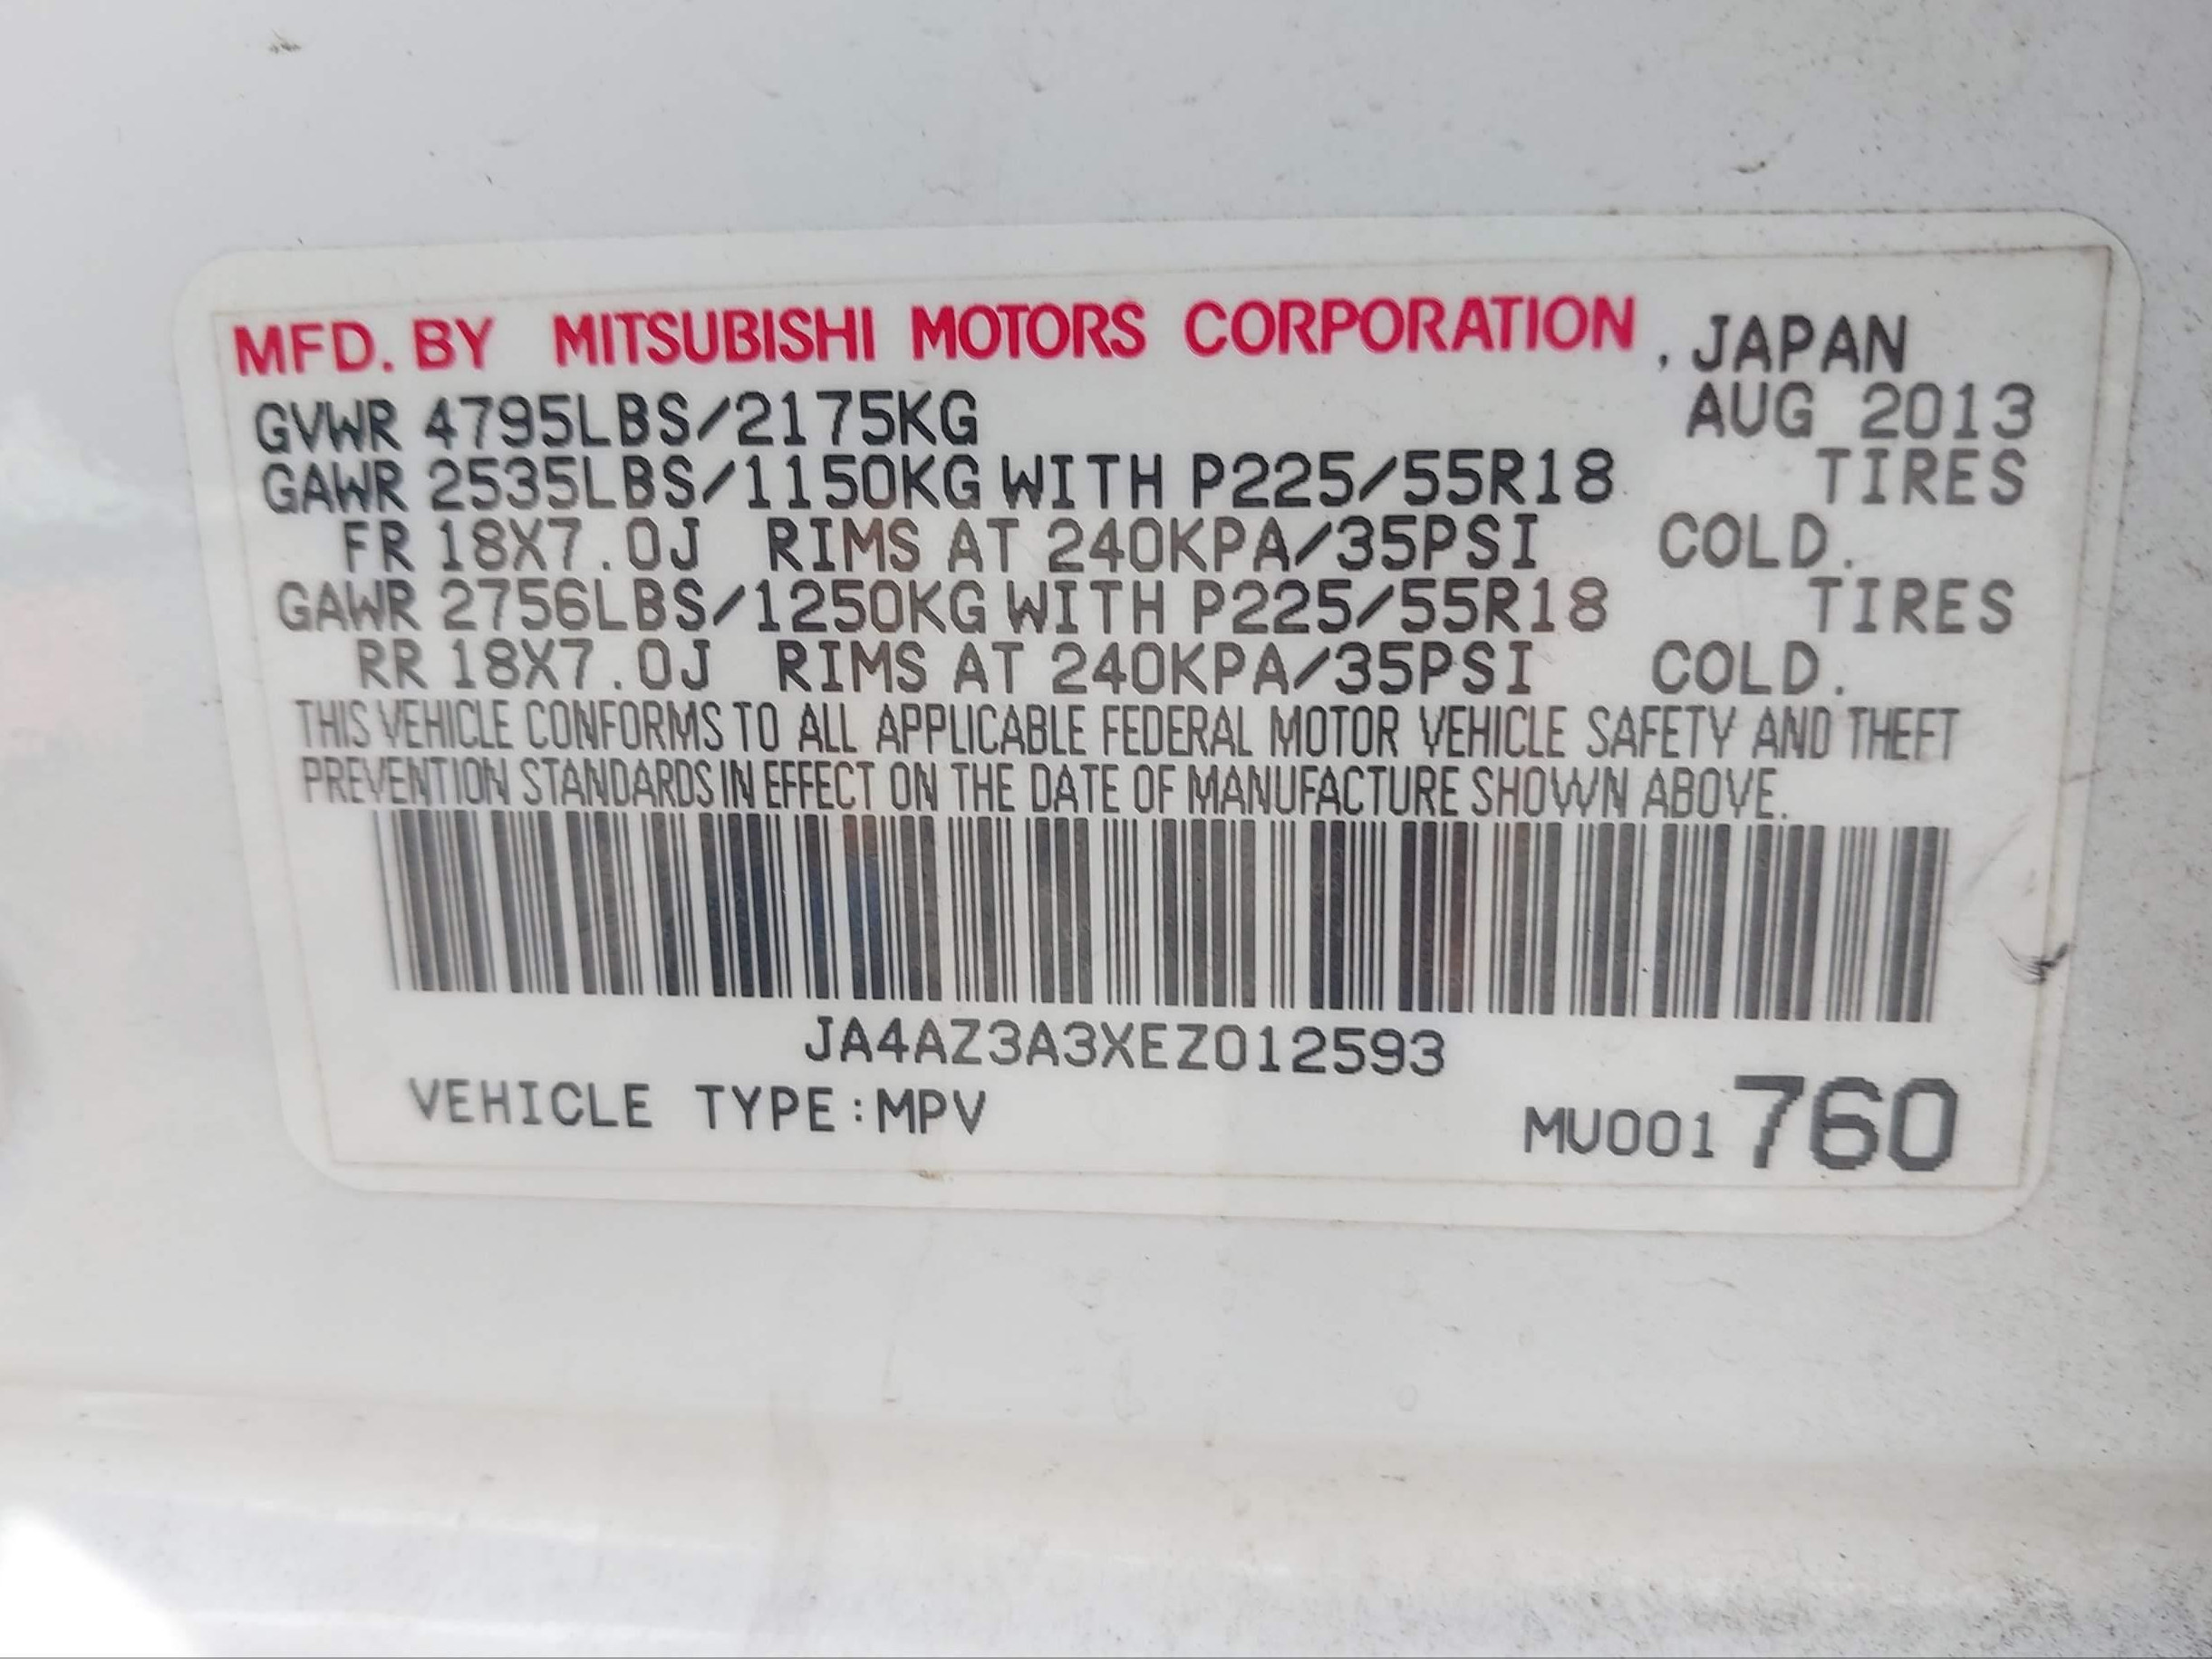 MFD. BY MITSUBISHI MOTORS CORPORATION, JAPAN
GVWR 4795LBS/2175KG AUG 2013
GAWR 2535LBS/1150KG WITH P225/55R18 TIRES
FR 18X7.0J RIMS AT 240KPA/35PSI COLD.
GAWR 2756LBS/1250KG WITH P225/55R18 TIRES
RR 18X7.0J RIMS AT 240KPA/35PSI COLD.
THIS VEHICLE CONFORMS TO ALL APPLICABLE FEDERAL MOTOR VEHICLE SAFETY AND THEFT
PREVENTION STANDARDS IN EFFECT ON THE DATE OF MANUFACTURE SHOWN ABOVE.
JA4AZ3A3XEZ012593
VEHICLE TYPE:MPV MU001760